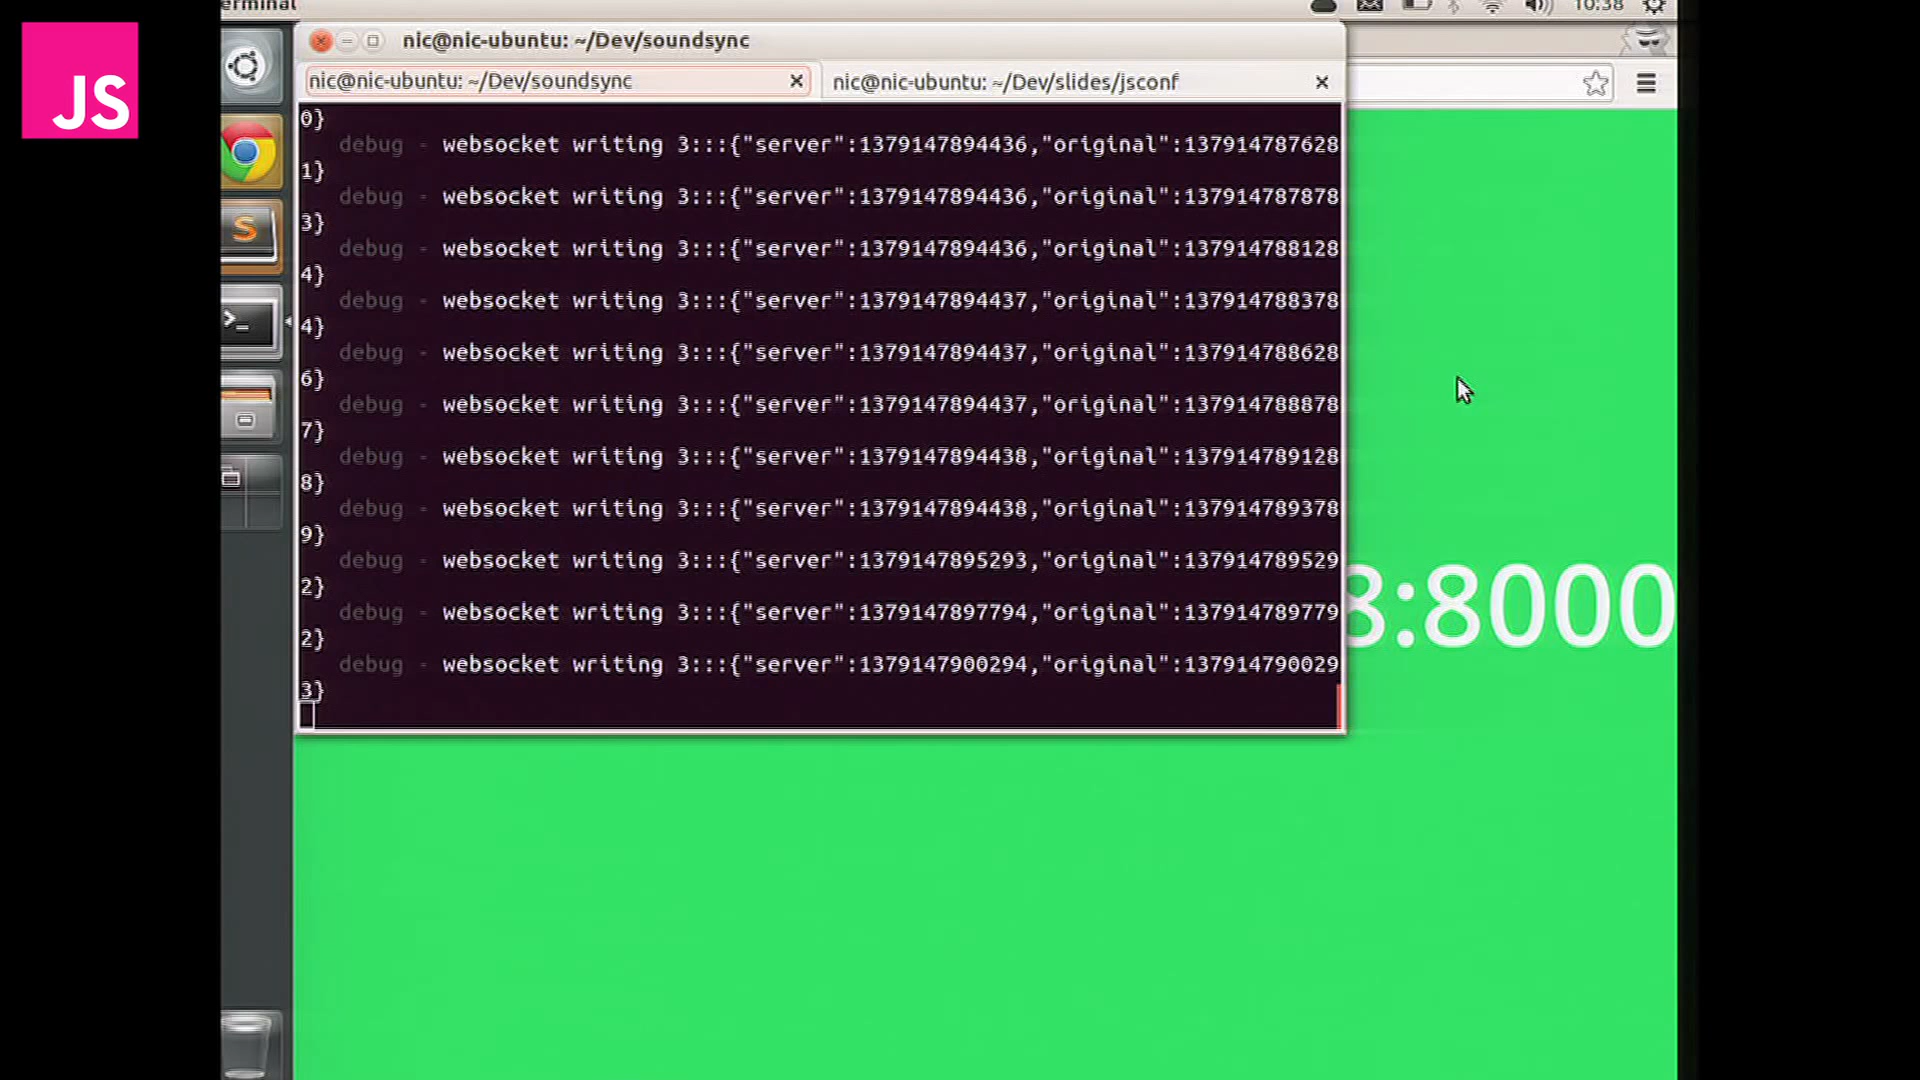 erminal
10:38
JS
nic@nic-ubuntu: ~/Dev/soundsync
nic@nic-ubuntu: ~/Dev/soundsync
nic@nic-ubuntu: ~/Dev/slides/jsconf
0}
debug - websocket writing 3:::{"server":1379147894436,"original":137914787628
1}
debug - websocket writing 3:::{"server":1379147894436,"original":137914787878
3}
debug - websocket writing 3:::{"server":1379147894436,"original":137914788128
4}
debug - websocket writing 3:::{"server":1379147894437,"original":137914788378
4}
debug - websocket writing 3:::{"server":1379147894437,"original":137914788628
6}
debug - websocket writing 3:::{"server":1379147894437,"original":137914788878
7}
debug - websocket writing 3:::{"server":1379147894438,"original":137914789128
8}
debug - websocket writing 3:::{"server":1379147894438,"original":137914789378
9}
debug - websocket writing 3:::{"server":1379147895293,"original":137914789529
2}
debug - websocket writing 3:::{"server":1379147897794,"original":137914789779
2}
debug - websocket writing 3:::{"server":1379147900294,"original":137914790029
3}
8:8000